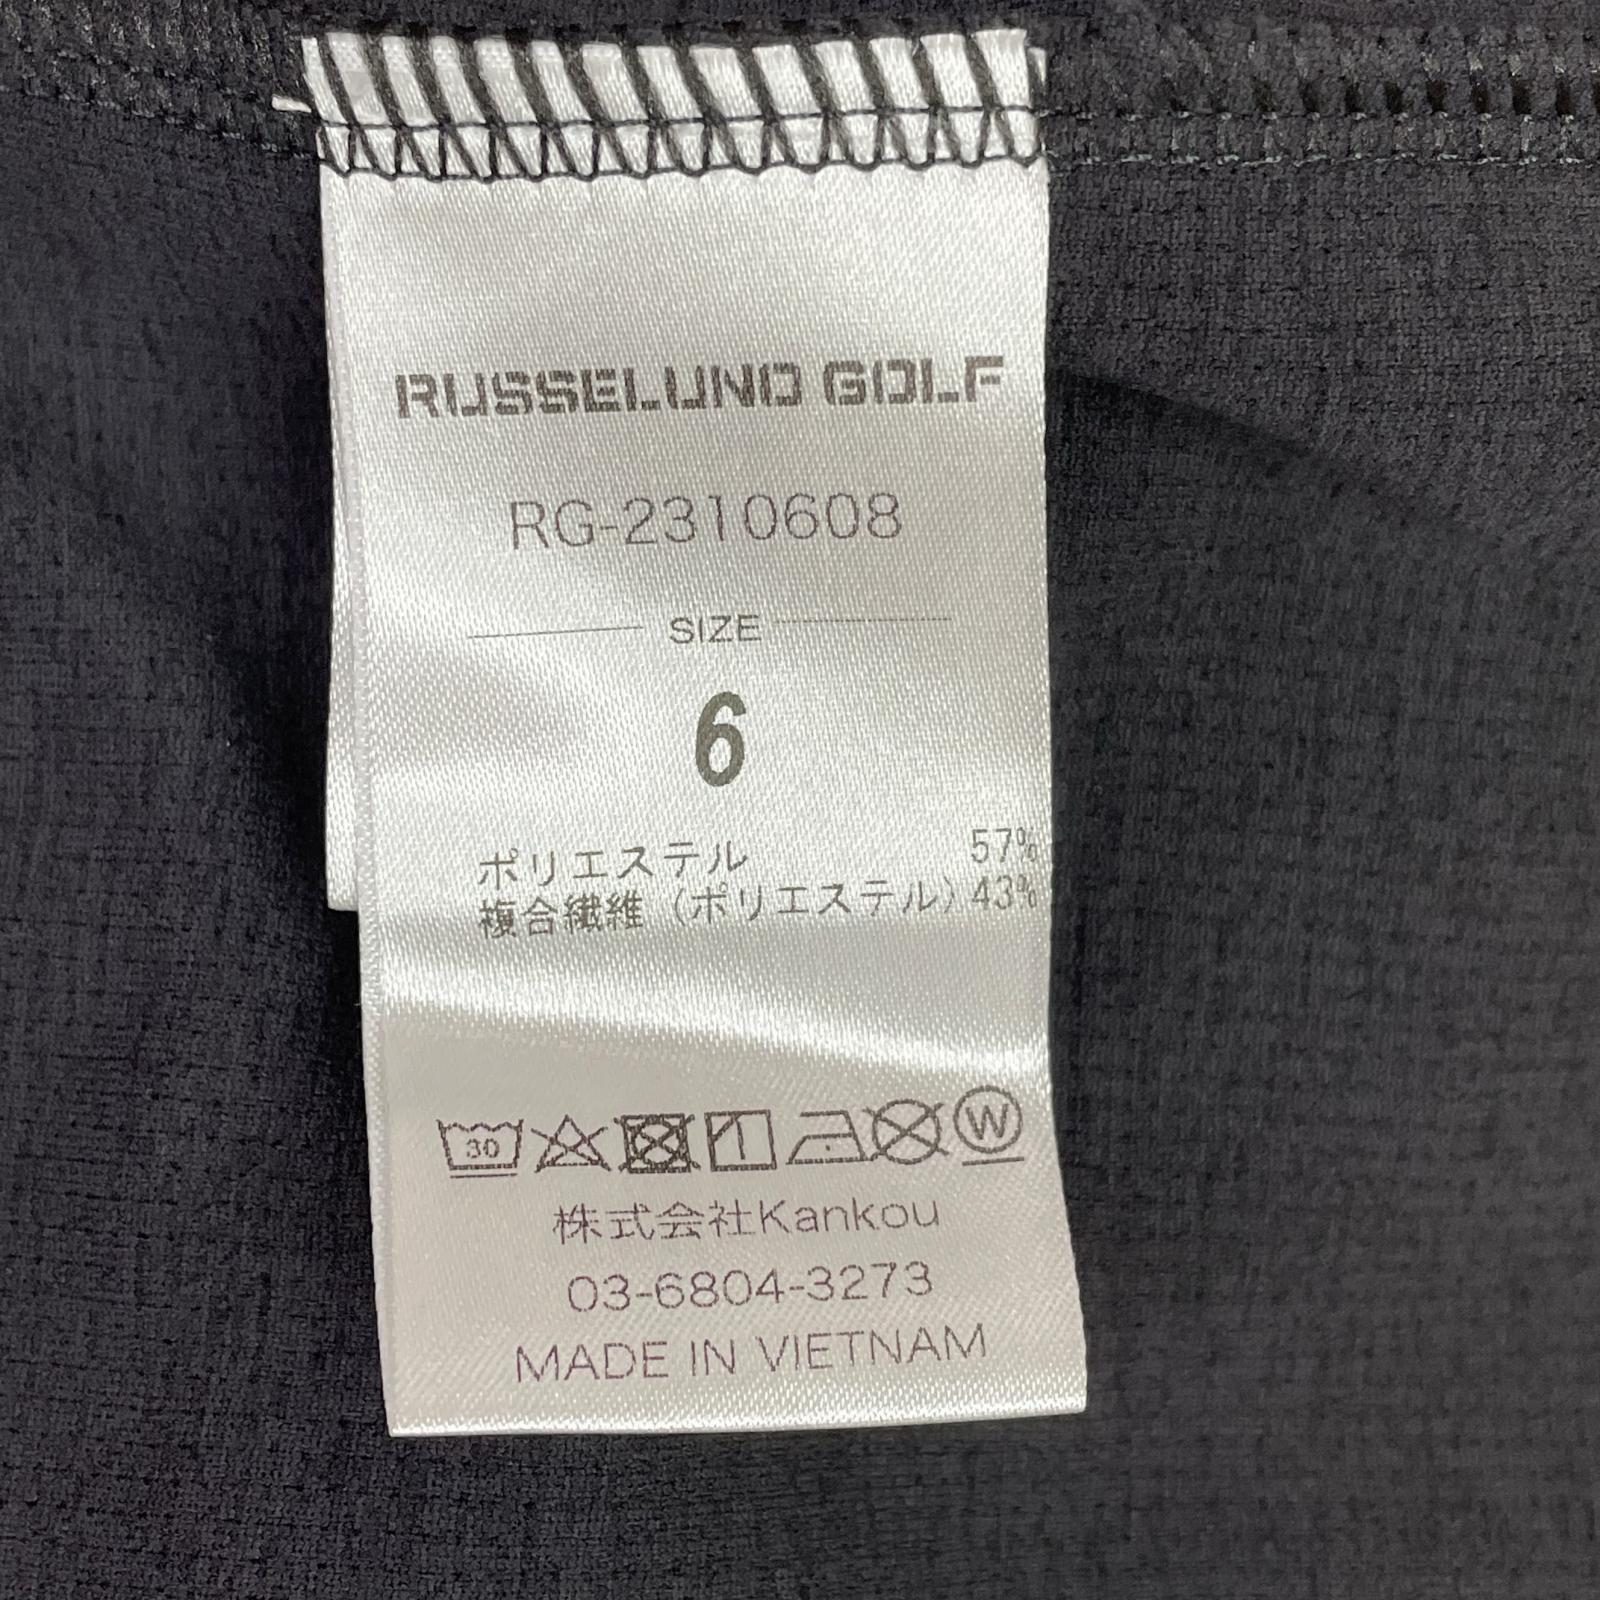 RUSSELUNO GOLF
RG-2310608
SIZE
6
ポリエステル 57%
複合繊維（ポリエステル）43%
30 W
株式会社Kankou
03-6804-3273
MADE IN VIETNAM